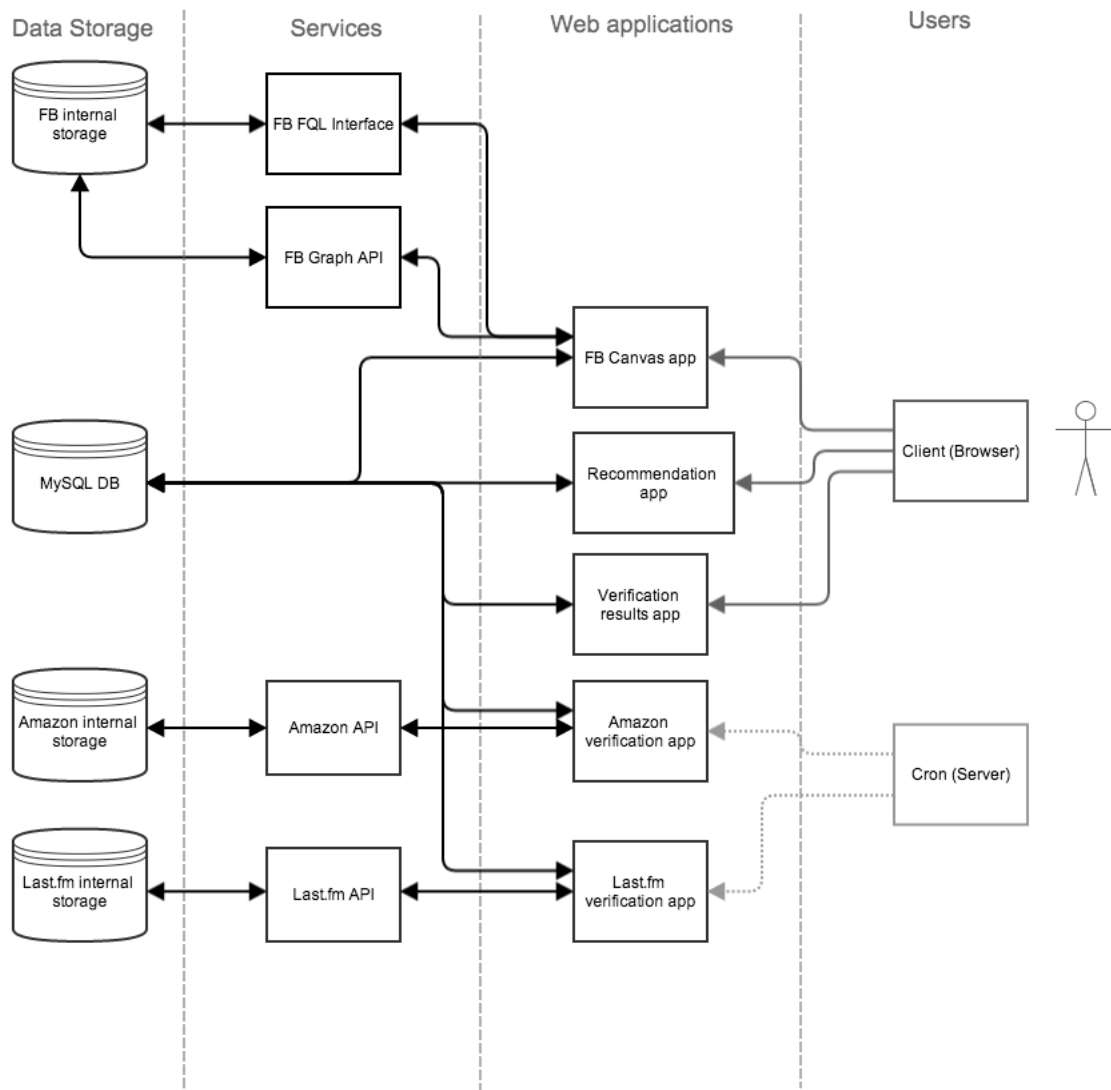 Data Storage
Services
Web applications
Users
FB internal
storage
FB FQL Interface
FB Graph API
FB Canvas app
MySQL DB
Recommendation
app
Client (Browser)
Verification
results app
Amazon internal
storage
Amazon API
Amazon
verification app
Cron (Server)
Last.fm internal
storage
Last.fm API
Last.fm
verification app